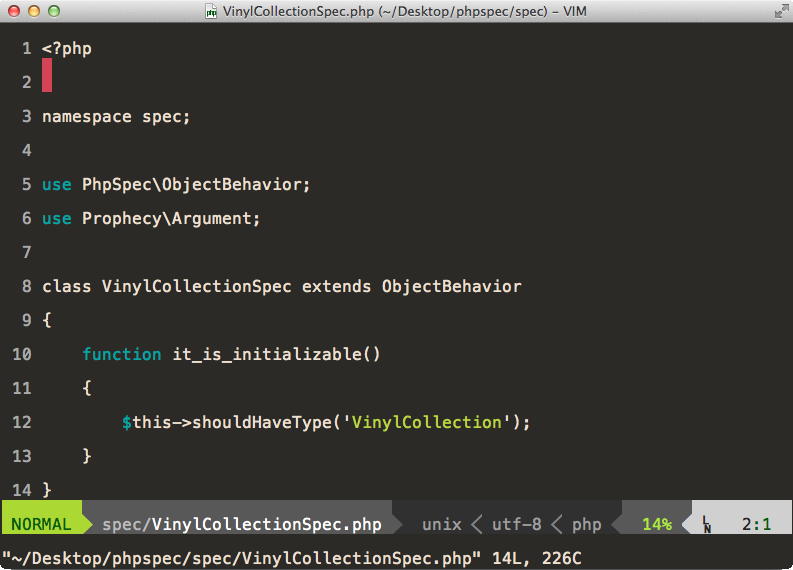 VinylCollectionSpec.php (~/Desktop/phpspec/spec) – VIM
1 <?php
2
3 namespace spec;
4
5 use PhpSpec\ObjectBehavior;
6 use Prophecy\Argument;
7
8 class VinylCollectionSpec extends ObjectBehavior
9 {
10     function it_is_initializable()
11     {
12         $this->shouldHaveType('VinylCollection');
13     }
14 }
NORMAL spec/VinylCollectionSpec.php unix < utf-8 < php 14% LN 2:1
"~/Desktop/phpspec/spec/VinylCollectionSpec.php" 14L, 226C